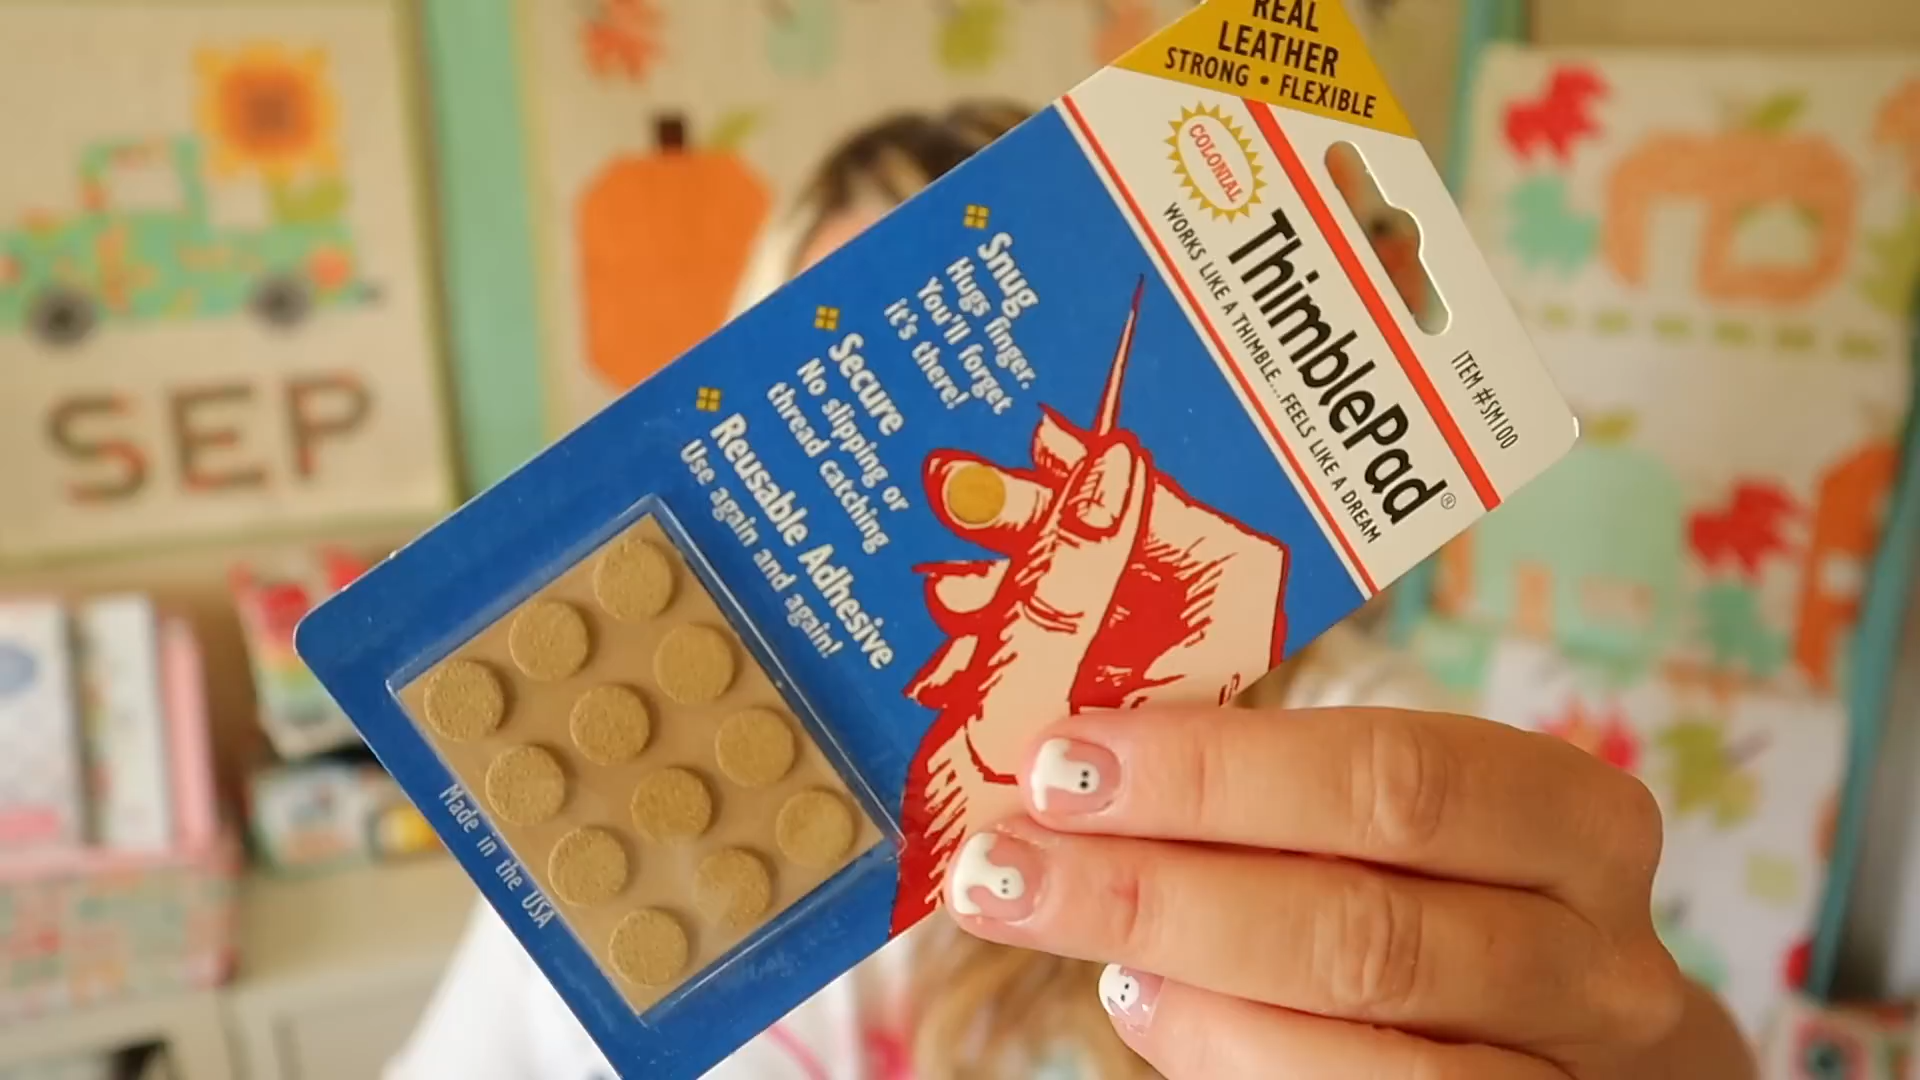 REAL
LEATHER
STRONG • FLEXIBLE
COLONIAL
ThimblePad®
WORKS LIKE A THIMBLE...FEELS LIKE A DREAM
ITEM #SM100
Snug
Hugs finger.
You'll forget
it's there!
Secure
No slipping or
thread catching
Reusable Adhesive
Use again and again!
Made in the USA
SEP